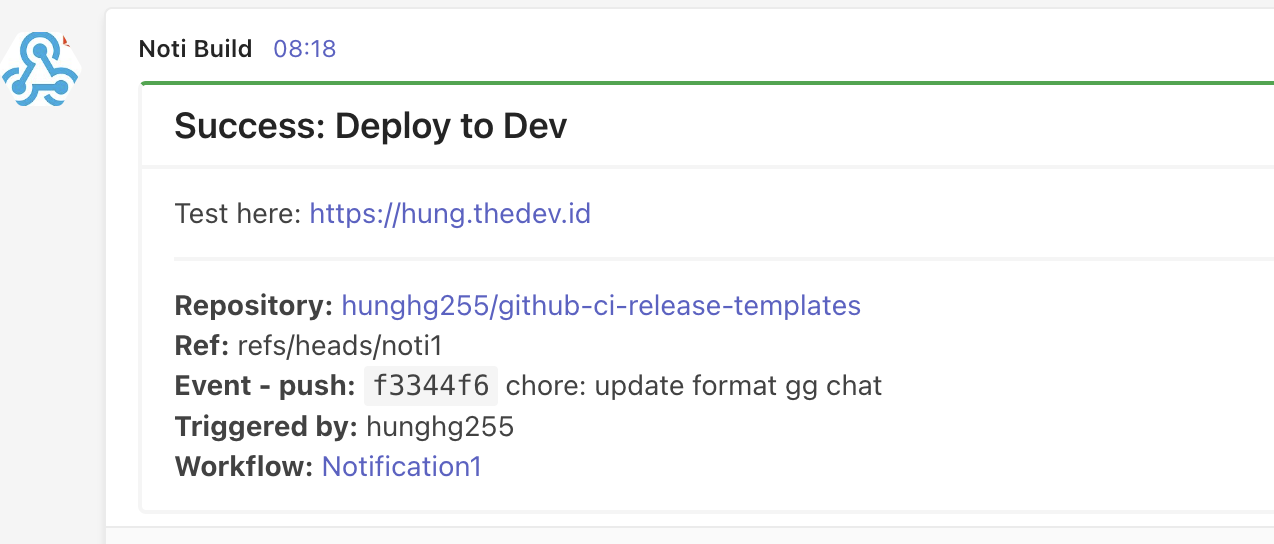 Noti Build 08:18
Success: Deploy to Dev
Test here: https://hung.thedev.id
Repository: hunghg255/github-ci-release-templates
Ref: refs/heads/noti1
Event - push: f3344f6 chore: update format gg chat
Triggered by: hunghg255
Workflow: Notification1